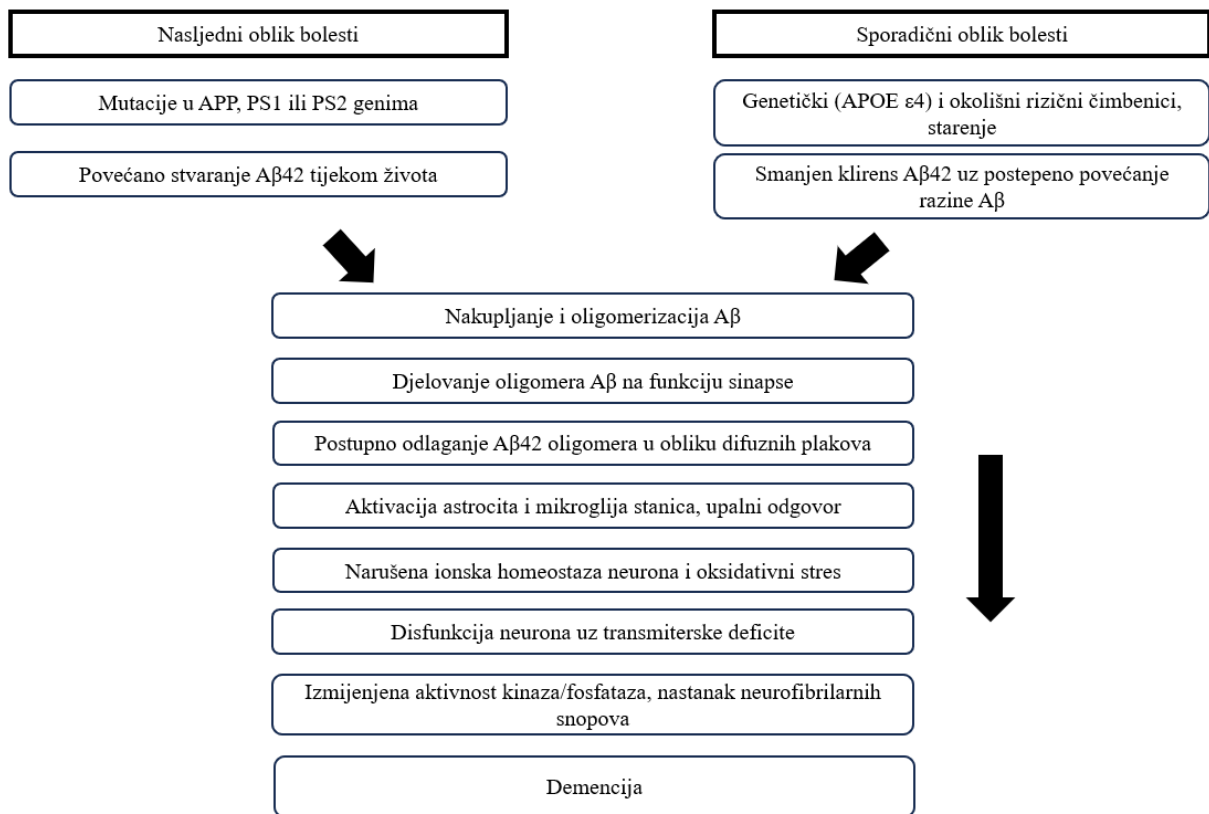 Nasljedni oblik bolesti
Mutacije u APP, PS1 ili PS2 genima
Povećano stvaranje Aβ42 tijekom života
Sporadični oblik bolesti
Genetički (APOE ε4) i okolišni rizični čimbenici,
starenje
Smanjen klirens Aβ42 uz postepeno povećanje
razine Aβ
Nakupljanje i oligomerizacija Aβ
Djelovanje oligomera Aβ na funkciju sinapse
Postupno odlaganje Aβ42 oligomera u obliku difuznih plakova
Aktivacija astrocita i mikroglija stanica, upalni odgovor
Narušena ionska homeostaza neurona i oksidativni stres
Disfunkcija neurona uz transmiterske deficite
Izmijenjena aktivnost kinaza/fosfataza, nastanak neurofibrilarnih
snopova
Demencija